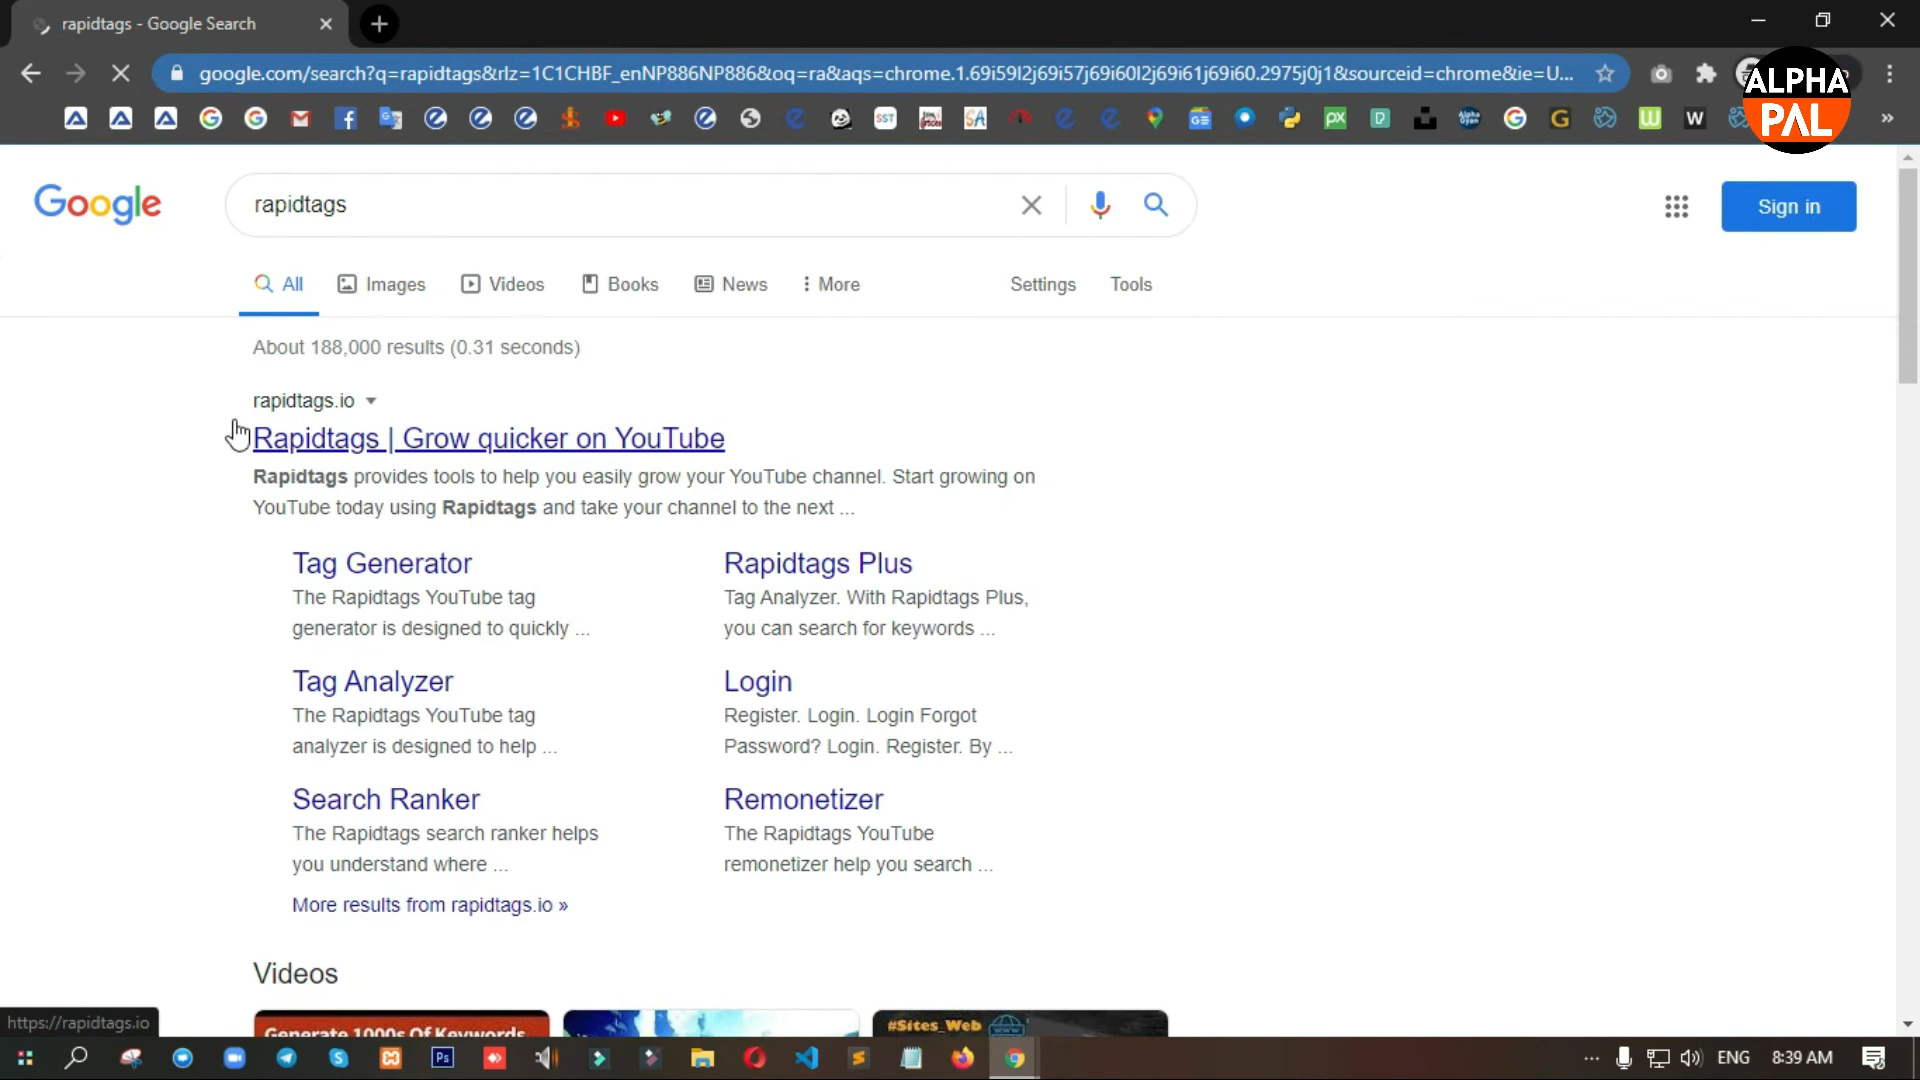 rapidtags - Google Search
google.com/search?q=rapidtags&rlz=1C1CHBF_enNP886NP886&oq=ra&aqs=chrome.1.69i59l2j69i57j69i60l2j69i61j69i60.2975j0j1&sourceid=chrome&ie=U...
ALPHA
PAL
SST
SA
W
Google
rapidtags
Sign in
All
Images
Videos
Books
News
More
Settings
Tools
About 188,000 results (0.31 seconds)
rapidtags.io
Rapidtags | Grow quicker on YouTube
Rapidtags provides tools to help you easily grow your YouTube channel. Start growing on
YouTube today using Rapidtags and take your channel to the next ...
Tag Generator
The Rapidtags YouTube tag
generator is designed to quickly ...
Rapidtags Plus
Tag Analyzer. With Rapidtags Plus,
you can search for keywords ...
Tag Analyzer
The Rapidtags YouTube tag
analyzer is designed to help ...
Login
Register. Login. Login Forgot
Password? Login. Register. By ...
Search Ranker
The Rapidtags search ranker helps
you understand where ...
Remonetizer
The Rapidtags YouTube
remonetizer help you search ...
More results from rapidtags.io »
Videos
Generate 1000s Of Keywords
#Sites_Web
https://rapidtags.io
Ps
ENG
8:39 AM